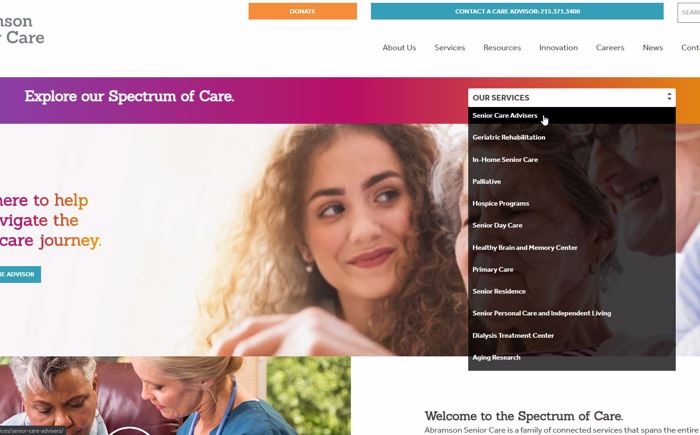 nson
r Care
DONATE
CONTACT A CARE ADVISOR: 215.371.3400
SEAR
About Us Services Resources Innovation Careers News Cont
Explore our Spectrum of Care.
OUR SERVICES
Senior Care Advisers
Geriatric Rehabilitation
In-Home Senior Care
Palliative
Hospice Programs
Senior Day Care
Healthy Brain and Memory Center
Primary Care
Senior Residence
Senior Personal Care and Independent Living
Dialysis Treatment Center
Aging Research
here to help
vigate the
care journey.
RE ADVISOR
Welcome to the Spectrum of Care.
Abramson Senior Care is a family of connected services that spans the entire
ices/senior-care-advisers/